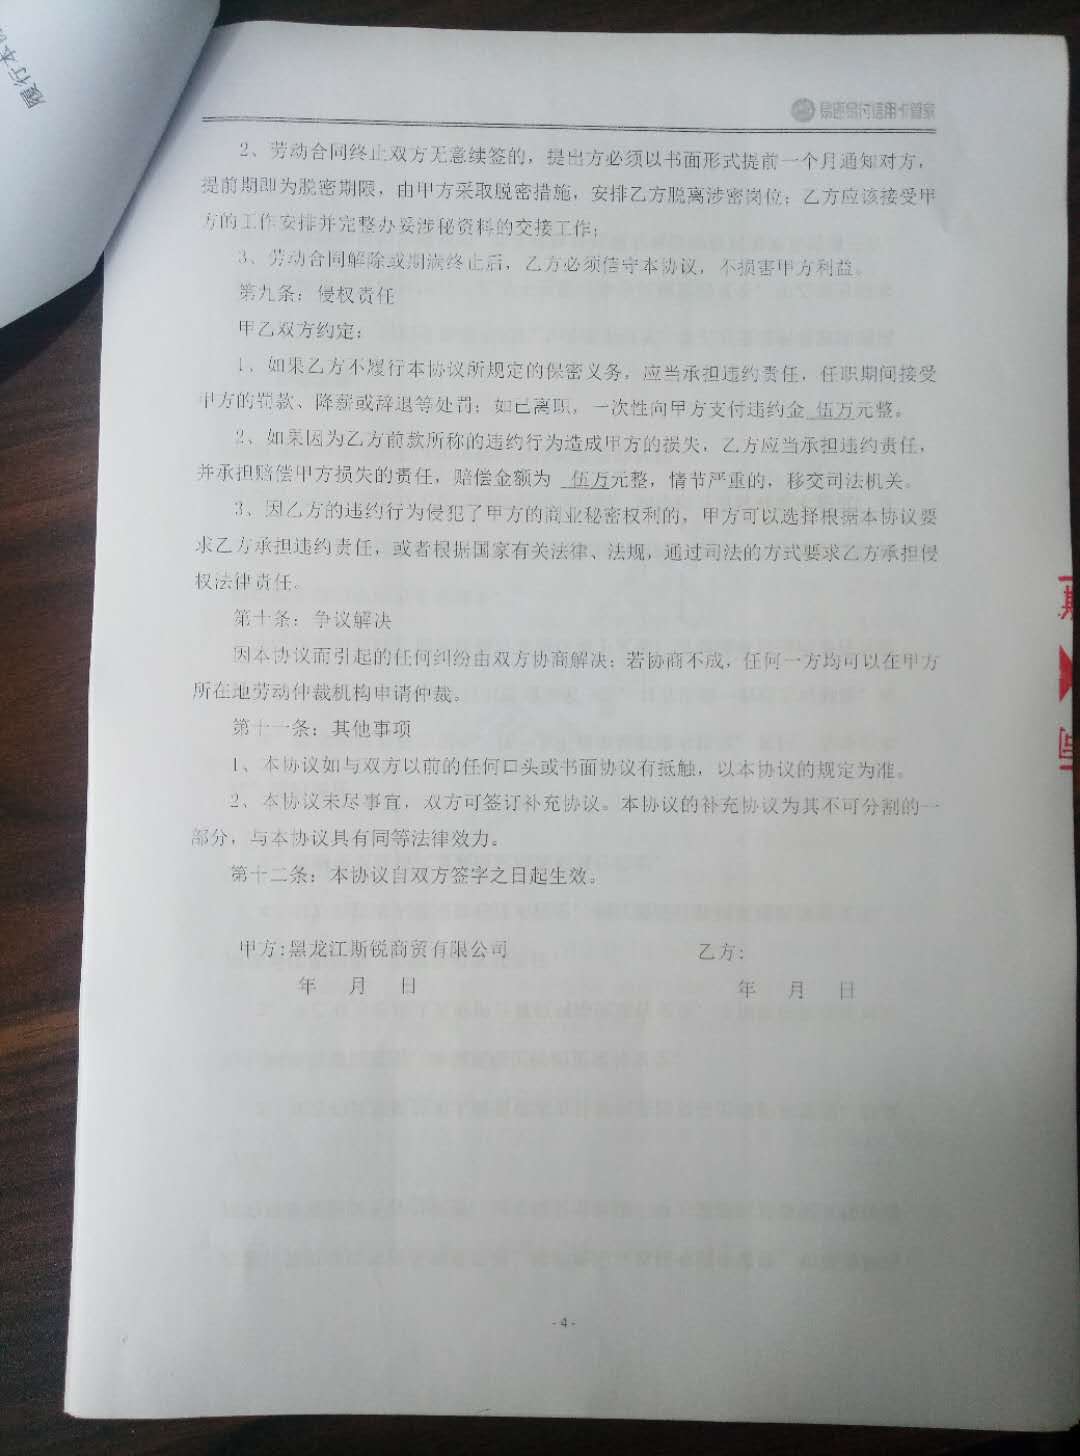 履行本
信用卡管家
2、劳动合同终止双方无意续签的，提出方必须以书面形式提前一个月通知对方，
提前期即为脱密期限，由甲方采取脱密措施，安排乙方脱离涉密岗位；乙方应该接受甲
方的工作安排并完整办妥涉秘资料的交接工作；
3、劳动合同解除或期满终止后，乙方必须信守本协议，不损害甲方利益。
第九条：侵权责任
甲乙双方约定：
1、如果乙方不履行本协议所规定的保密义务，应当承担违约责任，任职期间接受
甲方的罚款、降薪或辞退等处罚；如已离职，一次性向甲方支付违约金 伍万元整。
2、如果因为乙方前款所称的违约行为造成甲方的损失，乙方应当承担违约责任，
并承担赔偿甲方损失的责任，赔偿金额为 伍万元整，情节严重的，移交司法机关。
3、因乙方的违约行为侵犯了甲方的商业秘密权利的，甲方可以选择根据本协议要
求乙方承担违约责任，或者根据国家有关法律、法规，通过司法的方式要求乙方承担侵
权法律责任。
第十条：争议解决
因本协议而引起的任何纠纷由双方协商解决；若协商不成，任何一方均可以在甲方
所在地劳动仲裁机构申请仲裁。
第十一条：其他事项
1、本协议如与双方以前的任何口头或书面协议有抵触，以本协议的规定为准。
2、本协议未尽事宜，双方可签订补充协议。本协议的补充协议为其不可分割的一
部分，与本协议具有同等法律效力。
第十二条：本协议自双方签字之日起生效。
甲方:黑龙江斯锐商贸有限公司 乙方:
年 月 日 年 月 日
- 4 -